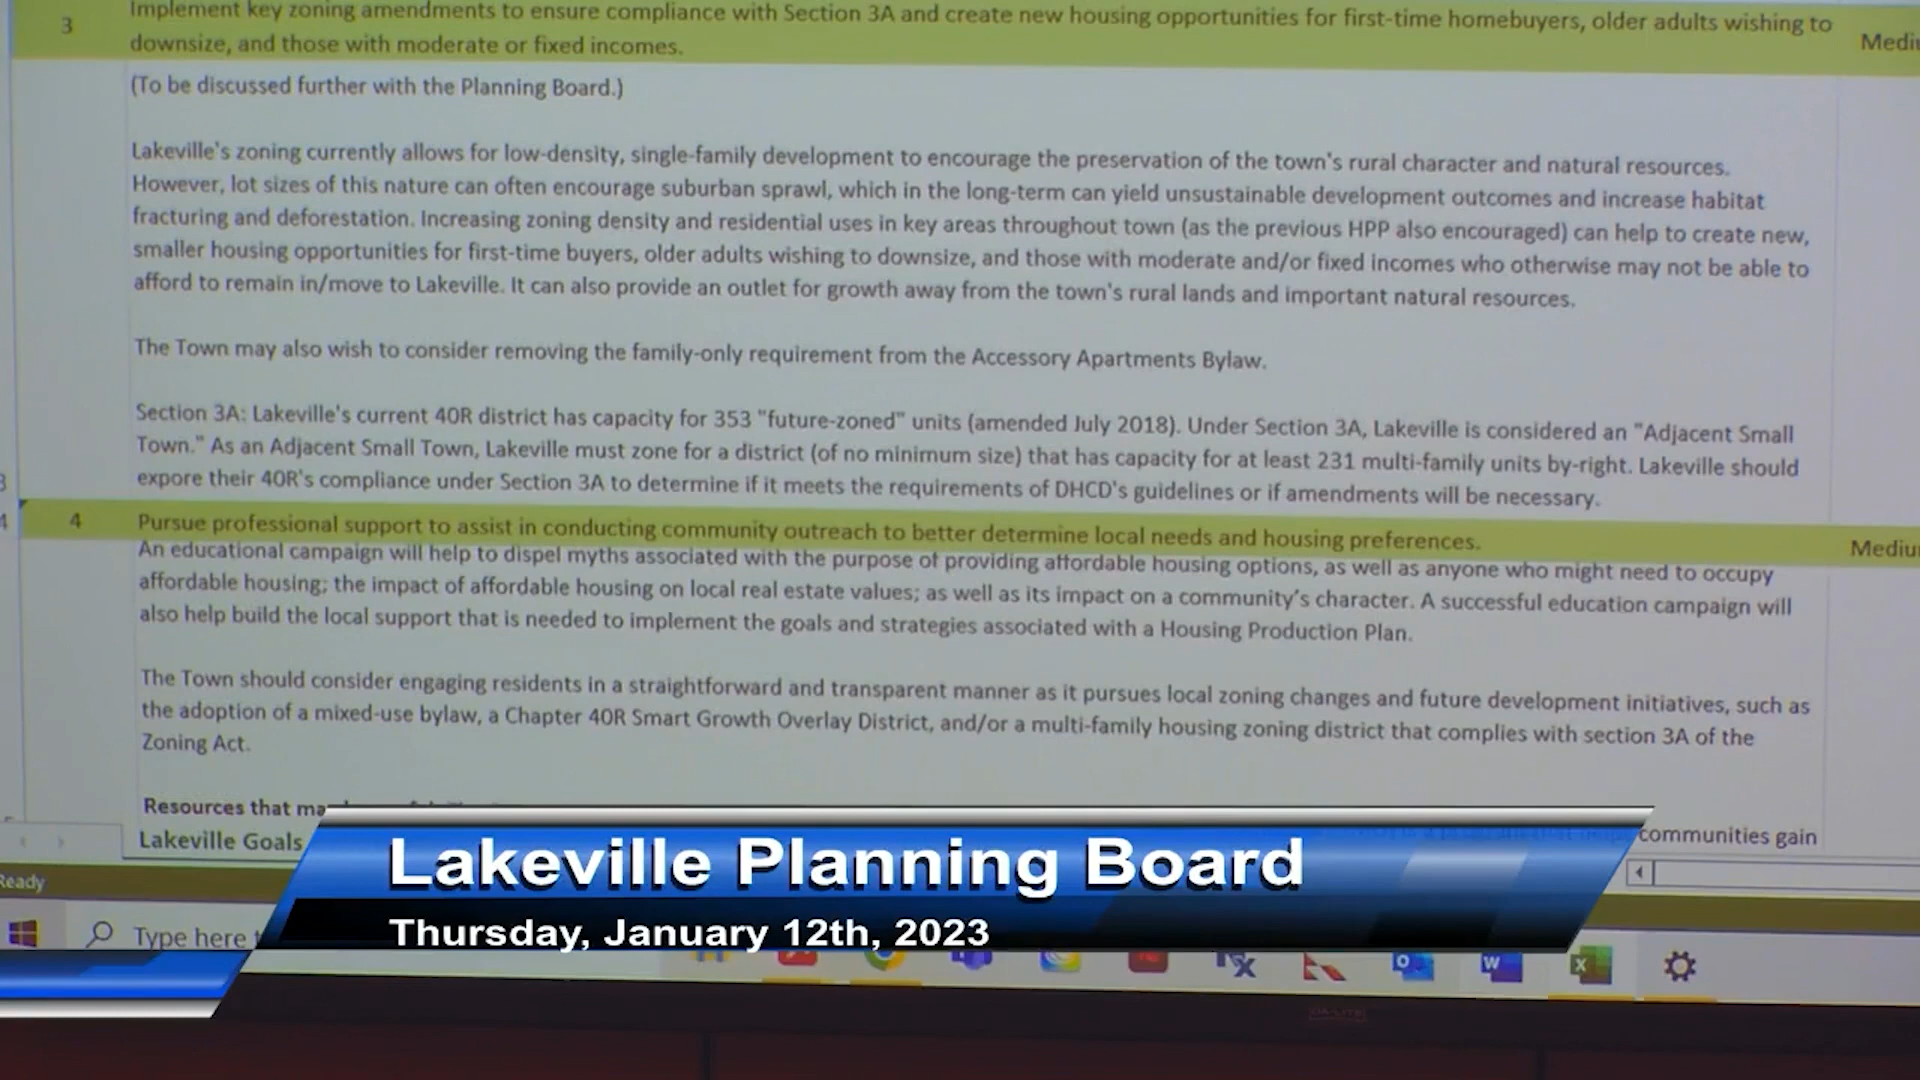 3
Implement key zoning amendments to ensure compliance with Section 3A and create new housing opportunities for first-time homebuyers, older adults wishing to
downsize, and those with moderate or fixed incomes.
(To be discussed further with the Planning Board.)
Lakeville's zoning currently allows for low-density, single-family development to encourage the preservation of the town's rural character and natural resources.
However, lot sizes of this nature can often encourage suburban sprawl, which in the long-term can yield unsustainable development outcomes and increase habitat
fracturing and deforestation. Increasing zoning density and residential uses in key areas throughout town (as the previous HPP also encouraged) can help to create new,
smaller housing opportunities for first-time buyers, older adults wishing to downsize, and those with moderate and/or fixed incomes who otherwise may not be able to
afford to remain in/move to Lakeville. It can also provide an outlet for growth away from the town's rural lands and important natural resources.
The Town may also wish to consider removing the family-only requirement from the Accessory Apartments Bylaw.
Section 3A: Lakeville's current 40R district has capacity for 353 "future-zoned" units (amended July 2018). Under Section 3A, Lakeville is considered an "Adjacent Small
Town." As an Adjacent Small Town, Lakeville must zone for a district (of no minimum size) that has capacity for at least 231 multi-family units by-right. Lakeville should
expore their 40R's compliance under Section 3A to determine if it meets the requirements of DHCD's guidelines or if amendments will be necessary.
4 Pursue professional support to assist in conducting community outreach to better determine local needs and housing preferences.
An educational campaign will help to dispel myths associated with the purpose of providing affordable housing options, as well as anyone who might need to occupy
affordable housing; the impact of affordable housing on local real estate values; as well as its impact on a community's character. A successful education campaign will
also help build the local support that is needed to implement the goals and strategies associated with a Housing Production Plan.
The Town should consider engaging residents in a straightforward and transparent manner as it pursues local zoning changes and future development initiatives, such as
the adoption of a mixed-use bylaw, a Chapter 40R Smart Growth Overlay District, and/or a multi-family housing zoning district that complies with section 3A of the
Zoning Act.
Resources that
communities gain
Lakeville Goals
Ready
Type here
Lakeville Planning Board
Thursday, January 12th, 2023